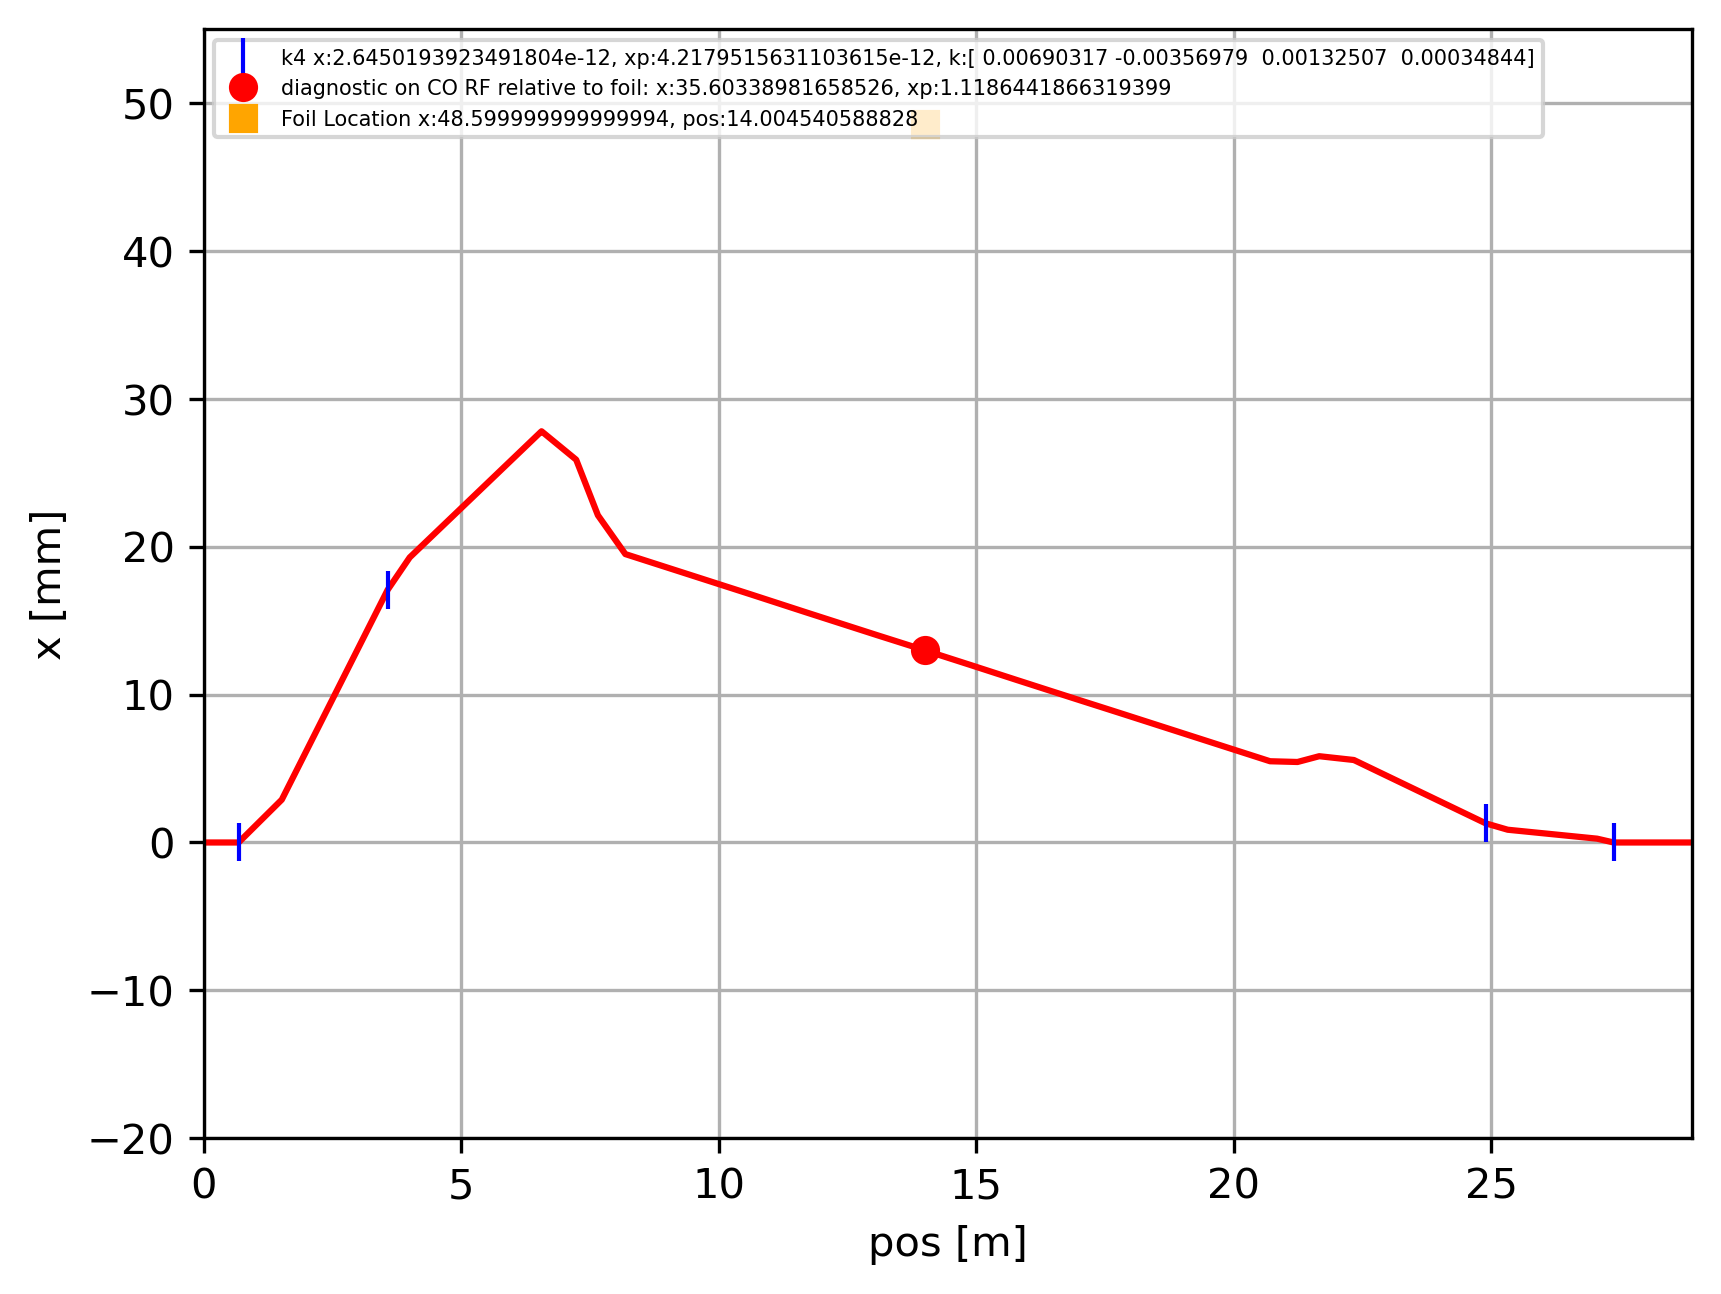 k4 x:2.6450193923491804e-12, xp:4.2179515631103615e-12, k:[ 0.00690317 -0.00356979  0.00132507  0.00034844]
diagnostic on CO RF relative to foil: x:35.60338981658526, xp:1.1186441866319399
Foil Location x:48.599999999999994, pos:14.004540588828
50
40
30
20
10
0
−10
−20
x [mm]
0 5 10 15 20 25
pos [m]